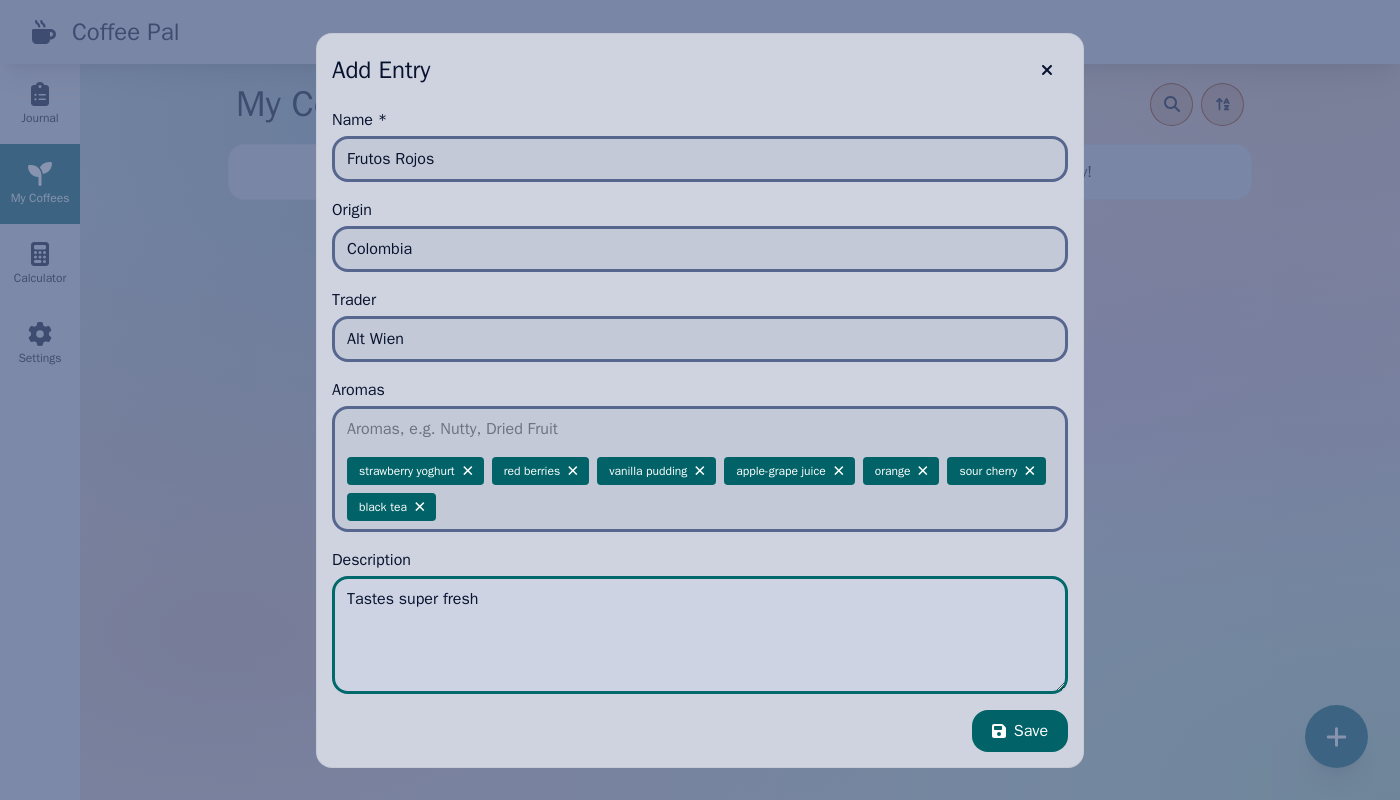 Coffee Pal
Add Entry
My C
Journal
My Coffees
Calculator
Settings
Name *
Frutos Rojos
Origin
Colombia
Trader
Alt Wien
Aromas
Aromas, e.g. Nutty, Dried Fruit
strawberry yoghurt
red berries
vanilla pudding
apple-grape juice
orange
sour cherry
black tea
Description
Tastes super fresh
Save